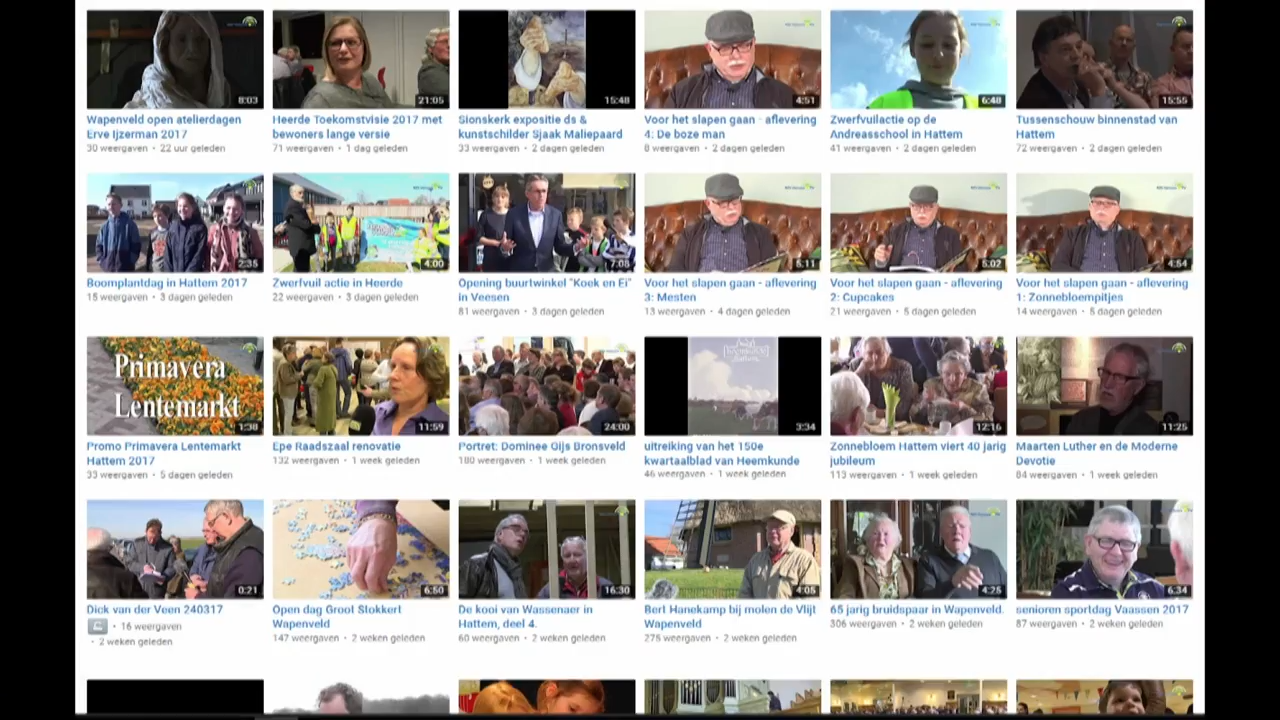 8:03
21:05
15:48
4:51
6:48
15:55
Wapenveld open atelierdagen
Erve Ijzerman 2017
30 weergaven • 22 uur geleden
Heerde Toekomstvisie 2017 met
bewoners lange versie
71 weergaven • 1 dag geleden
Sionskerk expositie ds &
kunstschilder Sjaak Maliepaard
33 weergaven • 2 dagen geleden
Voor het slapen gaan - aflevering
4: De boze man
8 weergaven • 2 dagen geleden
Zwerfvuilactie op de
Andreasschool in Hattem
41 weergaven • 2 dagen geleden
Tussenschouw binnenstad van
Hattem
72 weergaven • 2 dagen geleden
2:35
4:00
7:08
5:11
5:02
4:54
Boomplantdag in Hattem 2017
15 weergaven • 3 dagen geleden
Zwerfvuil actie in Heerde
22 weergaven • 3 dagen geleden
Opening buurtwinkel "Koek en Ei"
in Veesen
81 weergaven • 3 dagen geleden
Voor het slapen gaan - aflevering
3: Mesten
13 weergaven • 4 dagen geleden
Voor het slapen gaan - aflevering
2: Cupcakes
21 weergaven • 5 dagen geleden
Voor het slapen gaan - aflevering
1: Zonnebloempitjes
14 weergaven • 5 dagen geleden
Primavera
Lentemarkt
1:38
11:59
24:00
3:34
12:16
11:25
Promo Primavera Lentemarkt
Hattem 2017
33 weergaven • 5 dagen geleden
Epe Raadszaal renovatie
132 weergaven • 1 week geleden
Portret: Dominee Gijs Bronsveld
180 weergaven • 1 week geleden
uitreiking van het 150e
kwartaalblad van Heemkunde
46 weergaven • 1 week geleden
Zonnebloem Hattem viert 40 jarig
jubileum
113 weergaven • 1 week geleden
Maarten Luther en de Moderne
Devotie
84 weergaven • 1 week geleden
0:21
6:50
16:30
4:05
4:25
6:34
Dick van der Veen 240317
• 16 weergaven
• 2 weken geleden
Open dag Groot Stokkert
Wapenveld
147 weergaven • 2 weken geleden
De kooi van Wassenaer in
Hattem, deel 4.
60 weergaven • 2 weken geleden
Bert Hanekamp bij molen de Vlijt
Wapenveld
275 weergaven • 2 weken geleden
65 jarig bruidspaar in Wapenveld.
306 weergaven • 2 weken geleden
senioren sportdag Vaassen 2017
87 weergaven • 2 weken geleden